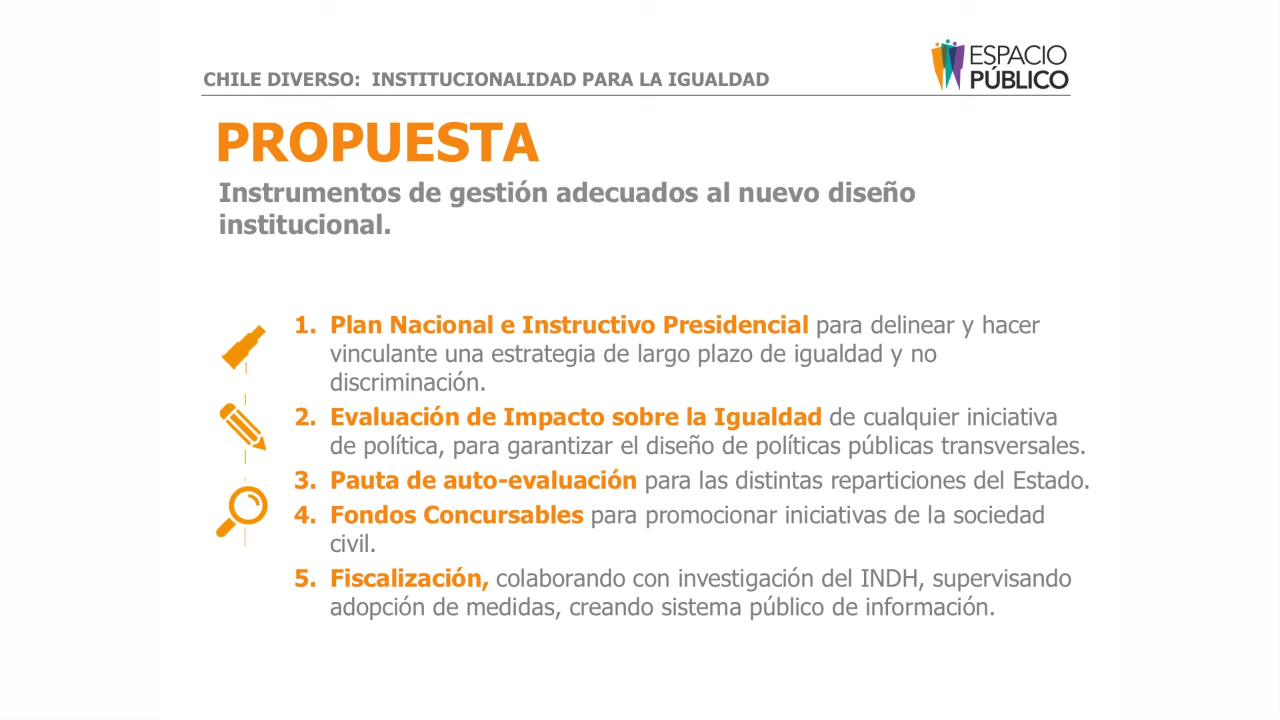 CHILE DIVERSO: INSTITUCIONALIDAD PARA LA IGUALDAD
ESPACIO
PÚBLICO
PROPUESTA
Instrumentos de gestión adecuados al nuevo diseño
institucional.
1. Plan Nacional e Instructivo Presidencial para delinear y hacer
vinculante una estrategia de largo plazo de igualdad y no
discriminación.
2. Evaluación de Impacto sobre la Igualdad de cualquier iniciativa
de política, para garantizar el diseño de políticas públicas transversales.
3. Pauta de auto-evaluación para las distintas reparticiones del Estado.
4. Fondos Concursables para promocionar iniciativas de la sociedad
civil.
5. Fiscalización, colaborando con investigación del INDH, supervisando
adopción de medidas, creando sistema público de información.